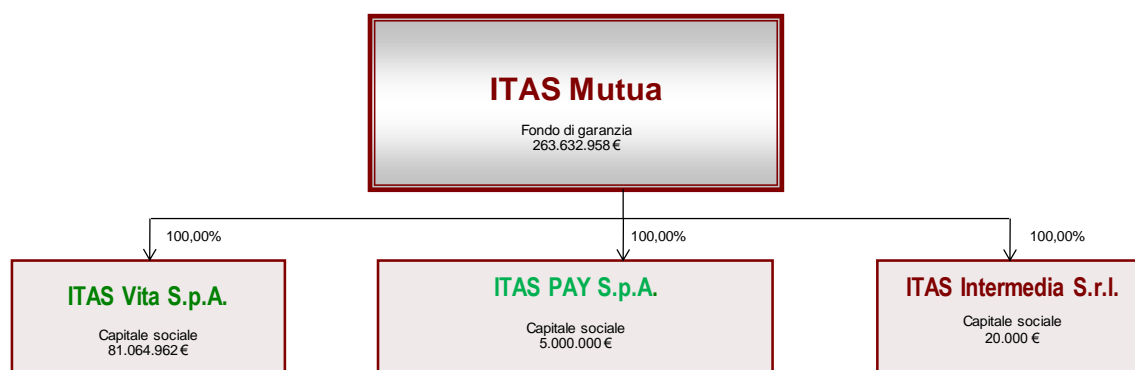 ITAS Mutua
Fondo di garanzia
263.632.958 €
100,00%
100,00%
100,00%
ITAS Vita S.p.A.
Capitale sociale
81.064.962 €
ITAS PAY S.p.A.
Capitale sociale
5.000.000 €
ITAS Intermedia S.r.l.
Capitale sociale
20.000 €